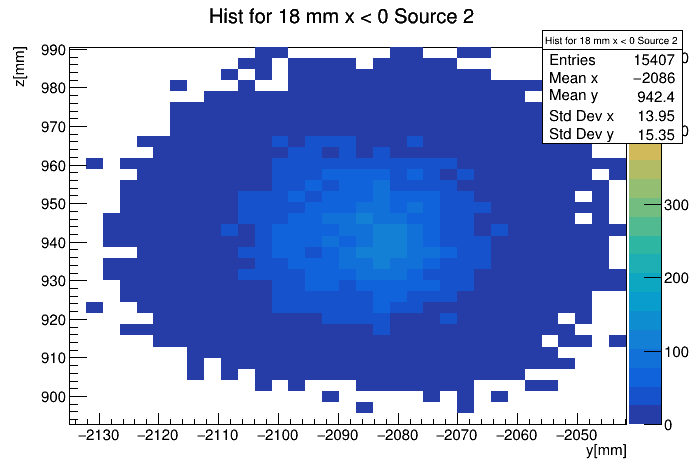 Hist for 18 mm x < 0 Source 2
Hist for 18 mm x < 0 Source 2
Entries 15407
Mean x −2086
Mean y 942.4
Std Dev x 13.95
Std Dev y 15.35
z[mm]
990
980
970
960
950
940
930
920
910
900
300
200
100
0
−2130 −2120 −2110 −2100 −2090 −2080 −2070 −2060 −2050
y[mm]